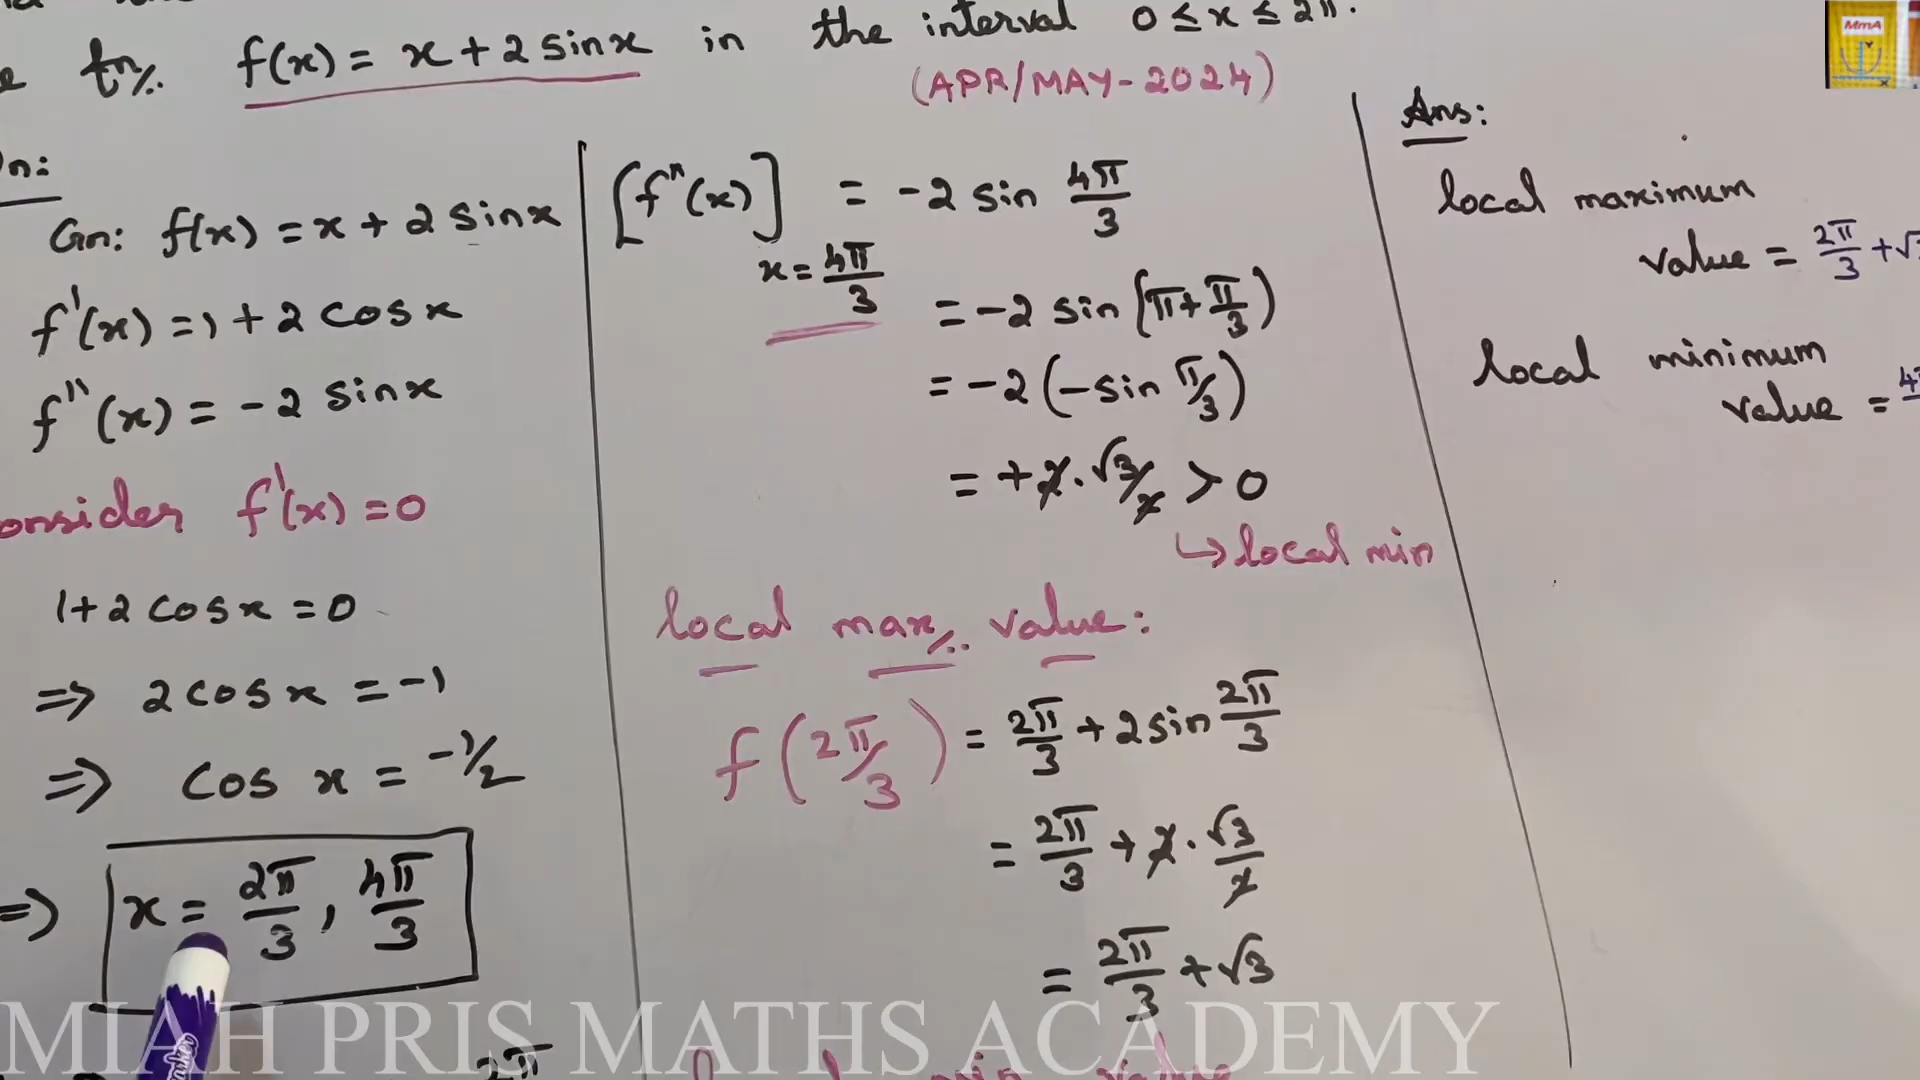 fn/. f(x) = x + 2 sin x in the interval 0 ≤ x ≤ 2π.
(APR/MAY-2024)
MMA
Gn: f(x) = x + 2 sin x
f'(x) = 1 + 2 cos x
f''(x) = -2 sin x
f'(x) = 0
1 + 2 cos x = 0
⇒ 2 cos x = -1
⇒ cos x = -1/2
⇒ x = 2π/3, 4π/3
2π
[f''(x)] x = 4π/3 = -2 sin 4π/3
= -2 sin (π + π/3)
= -2 (-sin π/3)
= +2 . √3/2 > 0
↳ local min
local max/. value:
f(2π/3) = 2π/3 + 2 sin 2π/3
= 2π/3 + 2 . √3/2
= 2π/3 + √3
min value
Ans:
local maximum
value = 2π/3 + √
local minimum
value =
MIAH PRIS MATHS ACADEMY